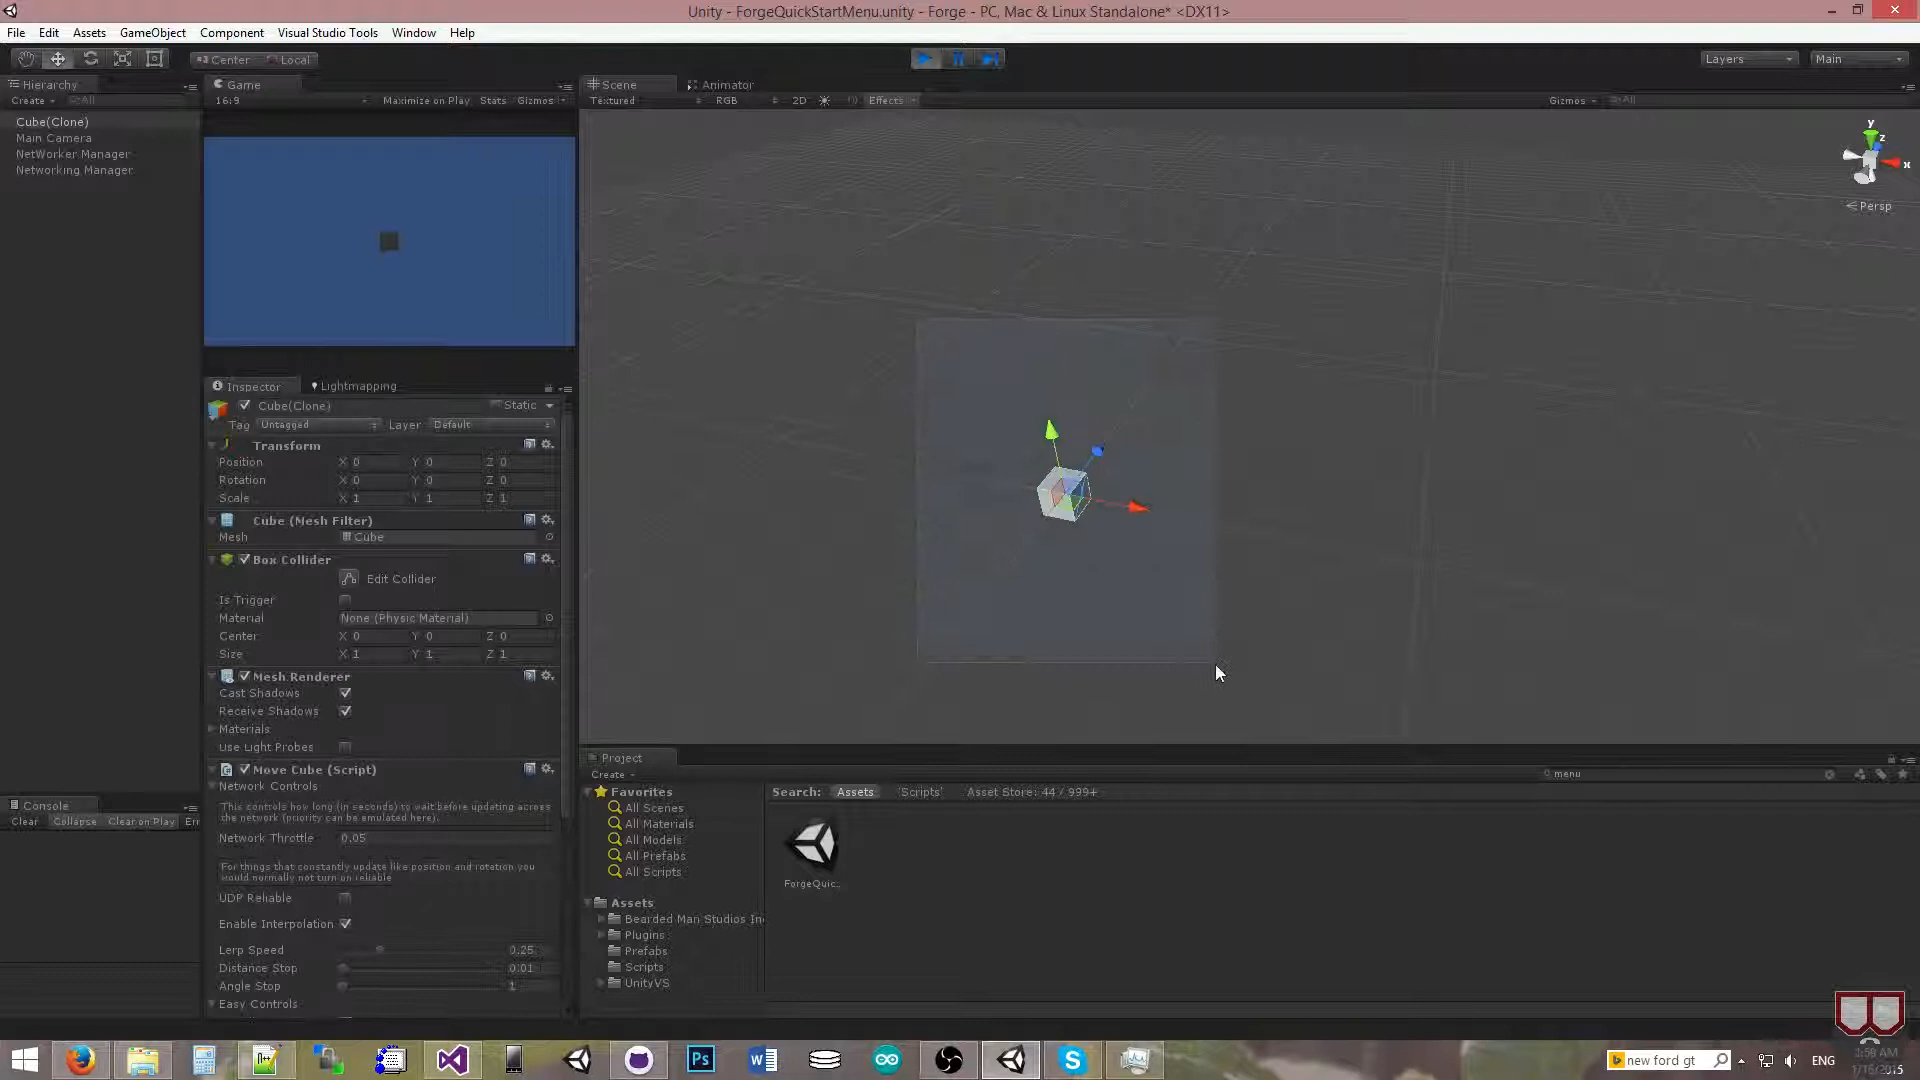 Unity - ForgeQuickStartMenu.unity - Forge - PC, Mac & Linux Standalone* <DX11>
File Edit Assets GameObject Component Visual Studio Tools Window Help
Center Local Layers Main
Hierarchy Game Scene Animator
Create All 16:9 Maximize on Play Stats Gizmos Textured RGB 2D Effects Gizmos All
Cube(Clone)
Main Camera
NetWorker Manager
Networking Manager
y
z
x
Persp
Inspector Lightmapping
Cube(Clone) Static
Tag Untagged Layer Default
Transform
Position X 0 Y 0 Z 0
Rotation X 0 Y 0 Z 0
Scale X 1 Y 1 Z 1
Cube (Mesh Filter)
Mesh Cube
Box Collider
Edit Collider
Is Trigger
Material None (Physic Material)
Center X 0 Y 0 Z 0
Size X 1 Y 1 Z 1
Mesh Renderer
Cast Shadows
Receive Shadows
Materials
Use Light Probes
Move Cube (Script)
Network Controls
This controls how long (in seconds) to wait before updating across
the network (priority can be emulated here).
Network Throttle 0.05
For things that constantly update like position and rotation you
would normally not turn on reliable
UDP Reliable
Enable Interpolation
Lerp Speed 0.25
Distance Stop 0.01
Angle Stop 1
Easy Controls
Console
Clear Collapse Clear on Play Err
Project
Create menu
Favorites Search: Assets 'Scripts' Asset Store: 44 / 999+
All Scenes
All Materials
All Models
All Prefabs
All Scripts
ForgeQuic...
Assets
Bearded Man Studios Inc
Plugins
Prefabs
Scripts
UnityVS
Ps W S new ford gt ENG 1:58 AM
1/16/2015